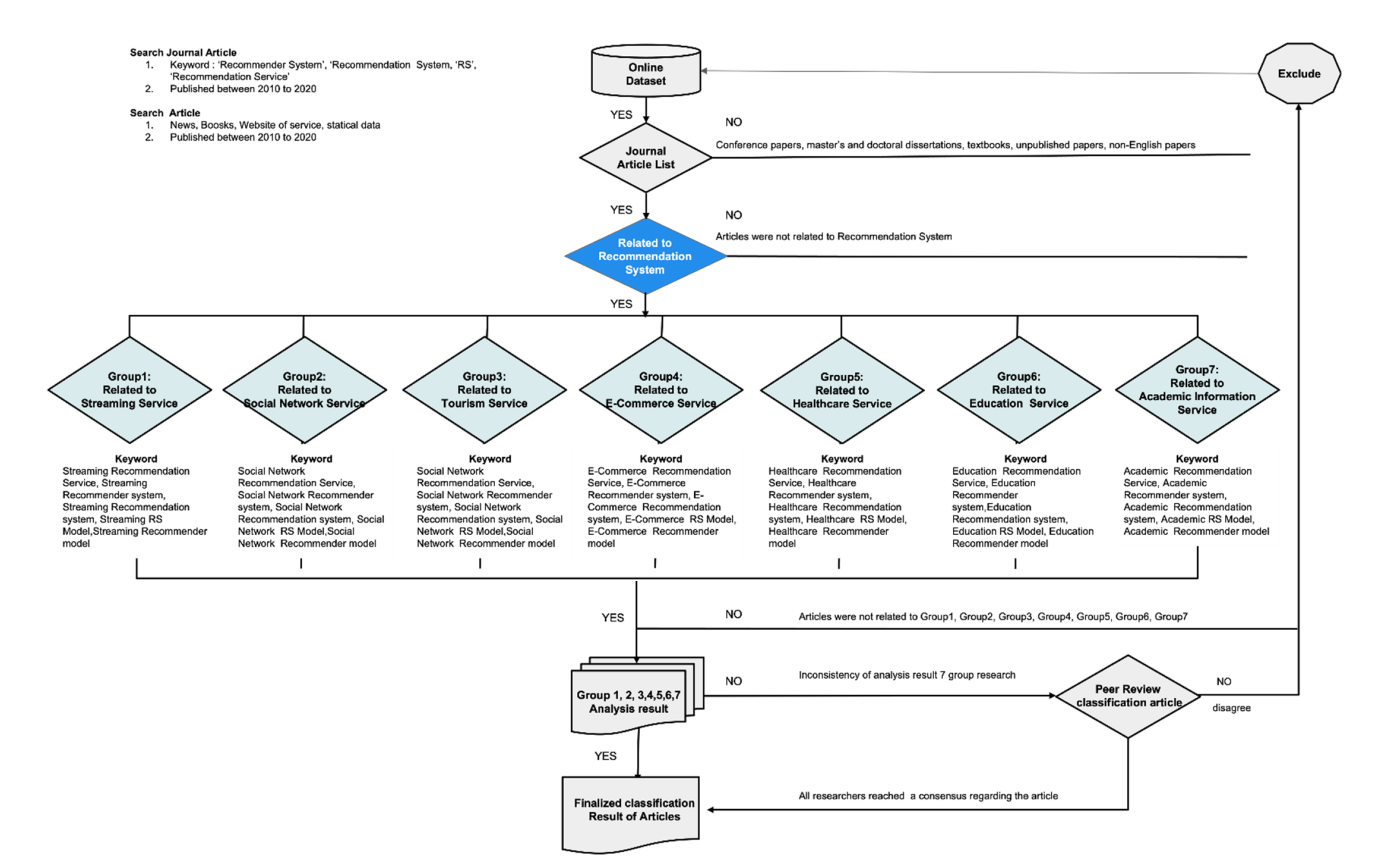 Search Journal Article
1. Keyword : 'Recommender System', 'Recommendation System, 'RS',
'Recommendation Service'
2. Published between 2010 to 2020
Search Article
1. News, Boosks, Website of service, statical data
2. Published between 2010 to 2020
Online
Dataset
Exclude
YES
NO
Journal
Article List
Conference papers, master's and doctoral dissertations, textbooks, unpublished papers, non-English papers
YES
NO
Related to
Recommendation
System
Articles were not related to Recommendation System
YES
Group1:
Related to
Streaming Service
Group2:
Related to
Social Network Service
Group3:
Related to
Tourism Service
Group4:
Related to
E-Commerce Service
Group5:
Related to
Healthcare Service
Group6:
Related to
Education Service
Group7:
Related to
Academic Information
Service
Keyword
Streaming Recommendation
Service, Streaming
Recommender system,
Streaming Recommendation
system, Streaming RS
Model,Streaming Recommender
model
Keyword
Social Network
Recommendation Service,
Social Network Recommender
system, Social Network
Recommendation system, Social
Network RS Model,Social
Network Recommender model
Keyword
Social Network
Recommendation Service,
Social Network Recommender
system, Social Network
Recommendation system, Social
Network RS Model,Social
Network Recommender model
Keyword
E-Commerce Recommendation
Service, E-Commerce
Recommender system, E-
Commerce Recommendation
system, E-Commerce RS Model,
E-Commerce Recommender
model
Keyword
Healthcare Recommendation
Service, Healthcare
Recommender system,
Healthcare Recommendation
system, Healthcare RS Model,
Healthcare Recommender
model
Keyword
Education Recommendation
Service, Education
Recommender
system,Education
Recommendation system,
Education RS Model, Education
Recommender model
Keyword
Academic Recommendation
Service, Academic
Recommender system,
Academic Recommendation
system, Academic RS Model,
Academic Recommender model
YES
NO
Articles were not related to Group1, Group2, Group3, Group4, Group5, Group6, Group7
Group 1, 2, 3,4,5,6,7
Analysis result
NO
Inconsistency of analysis result 7 group research
Peer Review
classification article
NO
disagree
YES
Finalized classification
Result of Articles
All researchers reached a consensus regarding the article